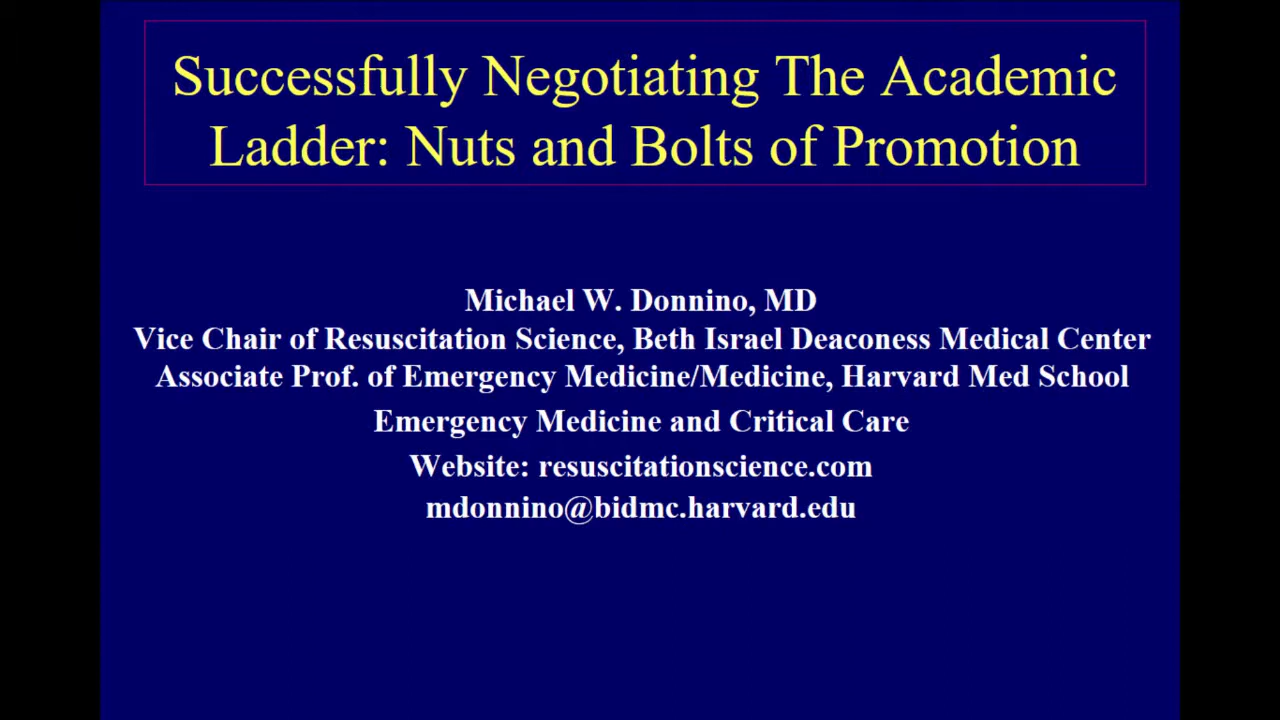 Successfully Negotiating The Academic
Ladder: Nuts and Bolts of Promotion
Michael W. Donnino, MD
Vice Chair of Resuscitation Science, Beth Israel Deaconess Medical Center
Associate Prof. of Emergency Medicine/Medicine, Harvard Med School
Emergency Medicine and Critical Care
Website: resuscitationscience.com
mdonnino@bidmc.harvard.edu